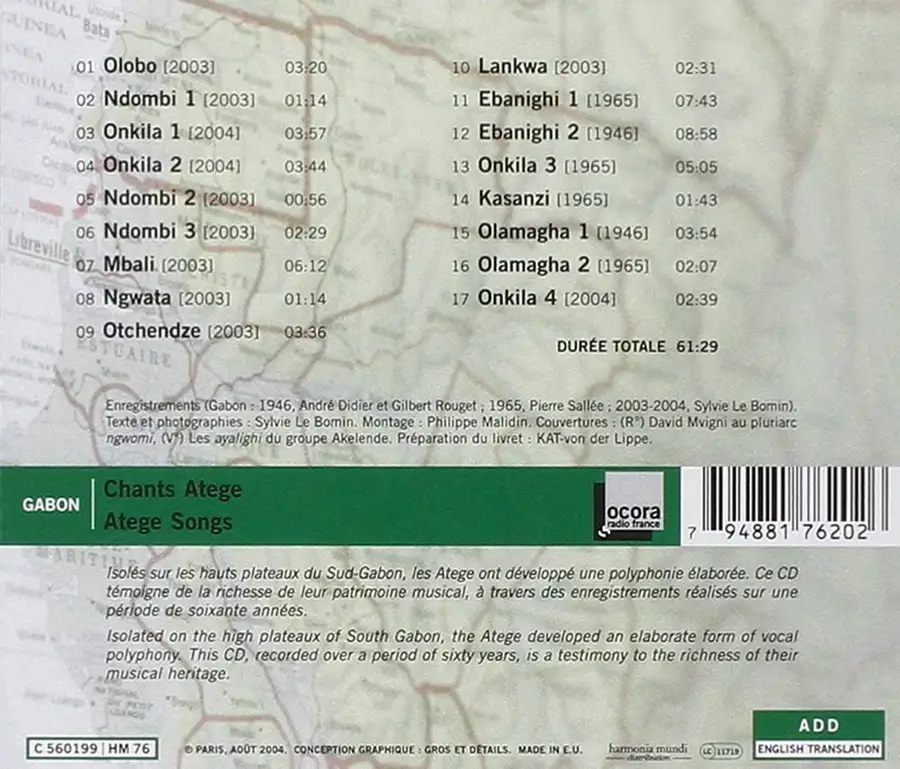 01 Olobo [2003] 03:20
02 Ndombi 1 [2003] 01:14
03 Onkila 1 [2004] 03:57
04 Onkila 2 [2004] 03:44
05 Ndombi 2 [2003] 00:56
06 Ndombi 3 [2003] 02:29
07 Mbali [2003] 06:12
08 Ngwata [2003] 01:14
09 Otchendze [2003] 03:36
10 Lankwa [2003] 02:31
11 Ebanighi 1 [1965] 07:43
12 Ebanighi 2 [1946] 08:58
13 Onkila 3 [1965] 05:05
14 Kasanzi [1965] 01:43
15 Olamagha 1 [1946] 03:54
16 Olamagha 2 [1965] 02:07
17 Onkila 4 [2004] 02:39
DURÉE TOTALE 61:29
Bata
Libreville
ESTUAIRE
MARITIME
Enregistrements (Gabon : 1946, André Didier et Gilbert Rouget ; 1965, Pierre Sallée ; 2003-2004, Sylvie Le Bomin).
Texte et photographies : Sylvie Le Bomin. Montage : Philippe Malidin. Couvertures : (R°) David Mvigni au pluriarc
ngwomi, (V°) Les ayalighi du groupe Akelende. Préparation du livret : KAT-von der Lippe.
GABON
Chants Atege
Atege Songs
ocora
radio france
7 94881 76202
Isolés sur les hauts plateaux du Sud-Gabon, les Atege ont développé une polyphonie élaborée. Ce CD
témoigne de la richesse de leur patrimoine musical, à travers des enregistrements réalisés sur une
période de soixante années.
Isolated on the high plateaux of South Gabon, the Atege developed an elaborate form of vocal
polyphony. This CD, recorded over a period of sixty years, is a testimony to the richness of their
musical heritage.
C 560199 HM 76
℗ PARIS, AOÛT 2004. CONCEPTION GRAPHIQUE : GROS ET DÉTAILS. MADE IN E.U.
harmonia mundi
distribution
LC 11719
ADD
ENGLISH TRANSLATION